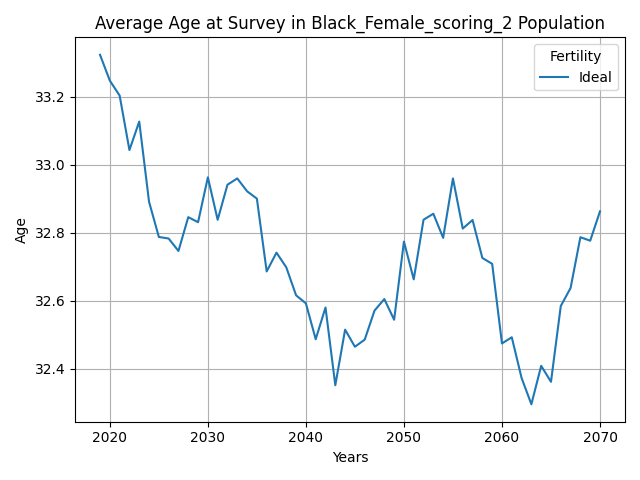 Average Age at Survey in Black_Female_scoring_2 Population
Fertility
Ideal
Age
33.2
33.0
32.8
32.6
32.4
2020 2030 2040 2050 2060 2070
Years